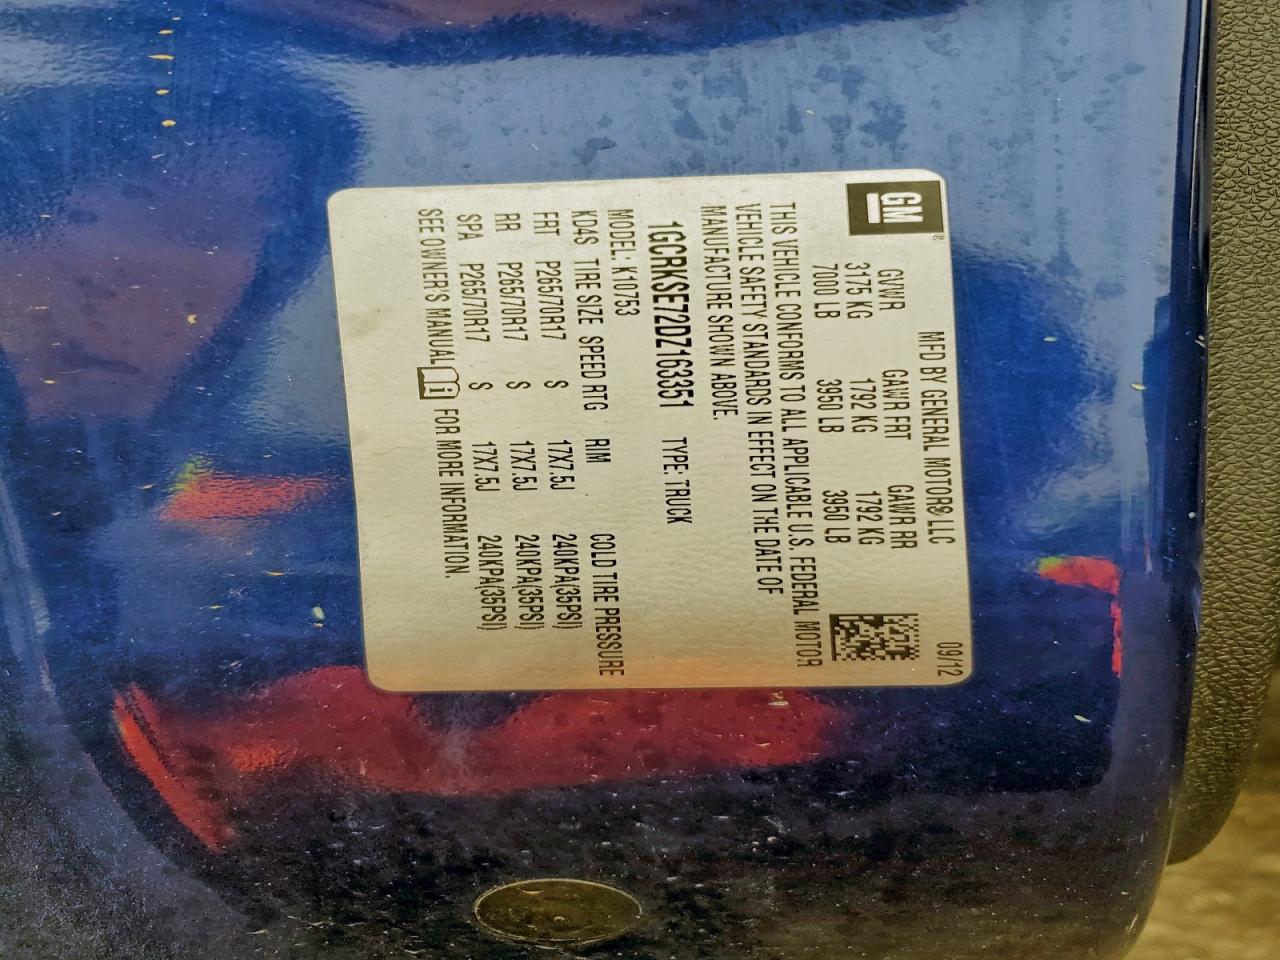 GM
MFD BY GENERAL MOTORS LLC 09/12
GVWR GAWR FRT GAWR RR
3175 KG 1792 KG 1792 KG
7000 LB 3950 LB 3950 LB
THIS VEHICLE CONFORMS TO ALL APPLICABLE U.S. FEDERAL MOTOR
VEHICLE SAFETY STANDARDS IN EFFECT ON THE DATE OF
MANUFACTURE SHOWN ABOVE.
1GCRKSE72DZ163351 TYPE: TRUCK
MODEL: K10753
KD4S TIRE SIZE SPEED RTG RIM COLD TIRE PRESSURE
FRT P265/70R17 S 17X7.5J 240KPA(35PSI)
RR P265/70R17 S 17X7.5J 240KPA(35PSI)
SPA P265/70R17 S 17X7.5J 240KPA(35PSI)
SEE OWNER'S MANUAL i FOR MORE INFORMATION.